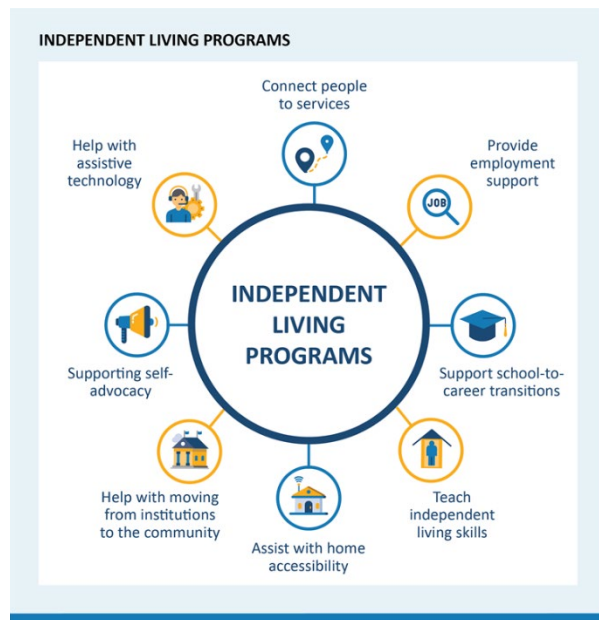 INDEPENDENT LIVING PROGRAMS
Connect people
to services
Provide
employment
support
JOB
Support school-to-
career transitions
Teach
independent
living skills
Assist with home
accessibility
Help with moving
from institutions
to the community
Supporting self-
advocacy
Help with
assistive
technology
INDEPENDENT
LIVING
PROGRAMS